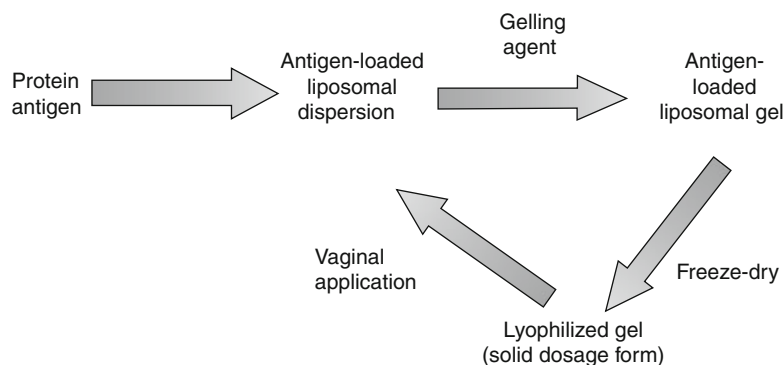 Protein
antigen
Antigen-loaded
liposomal
dispersion
Gelling
agent
Antigen-
loaded
liposomal gel
Freeze-dry
Lyophilized gel
(solid dosage form)
Vaginal
application